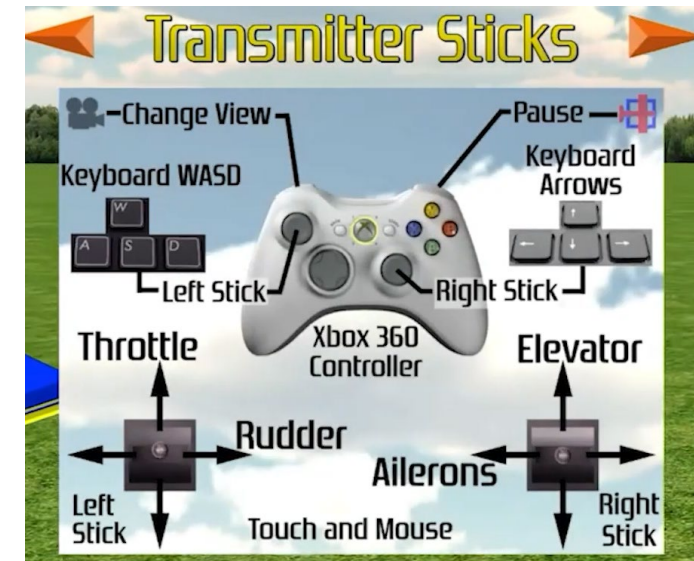 Transmitter Sticks
Change View
Pause
Keyboard WASD
Keyboard
Arrows
W
A S D
Left Stick
Right Stick
Xbox 360
Controller
Throttle
Elevator
Rudder
Ailerons
Left
Stick
Right
Stick
Touch and Mouse